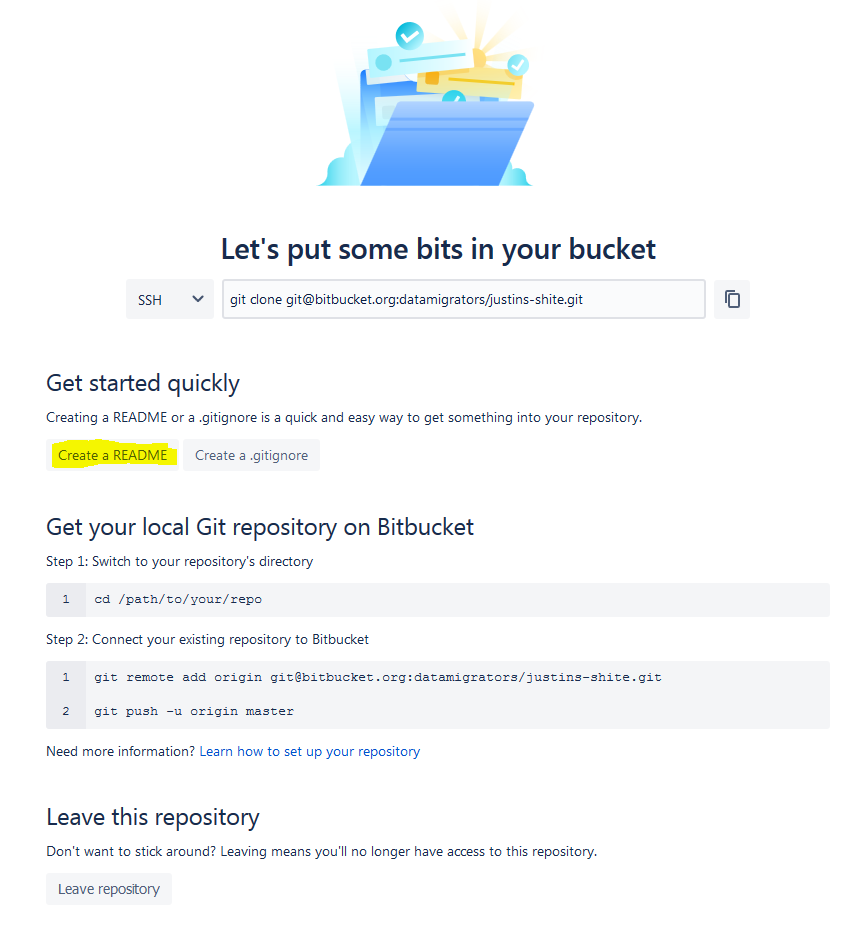 Let's put some bits in your bucket
SSH
git clone git@bitbucket.org:datamigrators/justins-shite.git
Get started quickly
Creating a README or a .gitignore is a quick and easy way to get something into your repository.
Create a README
Create a .gitignore
Get your local Git repository on Bitbucket
Step 1: Switch to your repository's directory
1 cd /path/to/your/repo
Step 2: Connect your existing repository to Bitbucket
1 git remote add origin git@bitbucket.org:datamigrators/justins-shite.git
2 git push -u origin master
Need more information? Learn how to set up your repository
Leave this repository
Don't want to stick around? Leaving means you'll no longer have access to this repository.
Leave repository